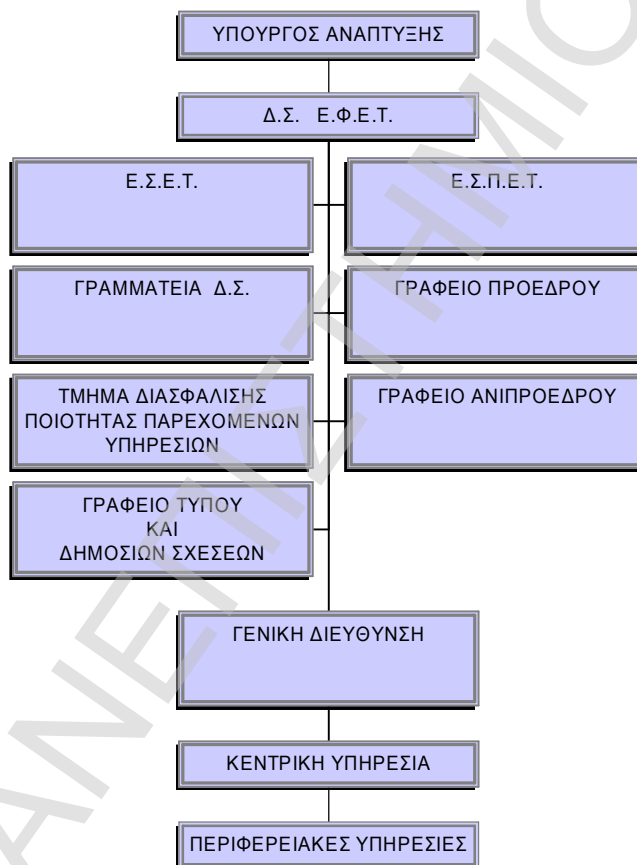 ΥΠΟΥΡΓΟΣ ΑΝΑΠΤΥΞΗΣ
Δ.Σ. Ε.Φ.Ε.Τ.
Ε.Σ.Ε.Τ.
Ε.Σ.Π.Ε.Τ.
ΓΡΑΜΜΑΤΕΙΑ Δ.Σ.
ΓΡΑΦΕΙΟ ΠΡΟΕΔΡΟΥ
ΤΜΗΜΑ ΔΙΑΣΦΑΛΙΣΗΣ
ΠΟΙΟΤΗΤΑΣ ΠΑΡΕΧΟΜΕΝΩΝ
ΥΠΗΡΕΣΙΩΝ
ΓΡΑΦΕΙΟ ΑΝΙΠΡΟΕΔΡΟΥ
ΓΡΑΦΕΙΟ ΤΥΠΟΥ
ΚΑΙ
ΔΗΜΟΣΙΩΝ ΣΧΕΣΕΩΝ
ΓΕΝΙΚΗ ΔΙΕΥΘΥΝΣΗ
ΚΕΝΤΡΙΚΗ ΥΠΗΡΕΣΙΑ
ΠΕΡΙΦΕΡΕΙΑΚΕΣ ΥΠΗΡΕΣΙΕΣ